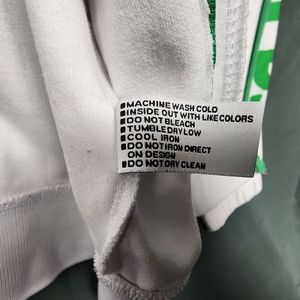 ■MACHINE WASH COLD
■INSIDE OUT WITH LIKE COLORS
■DO NOT BLEACH
■TUMBLE DRY LOW
■COOL IRON
■DO NOT IRON DIRECT
ON DESIGN
■DO NOT DRY CLEAN